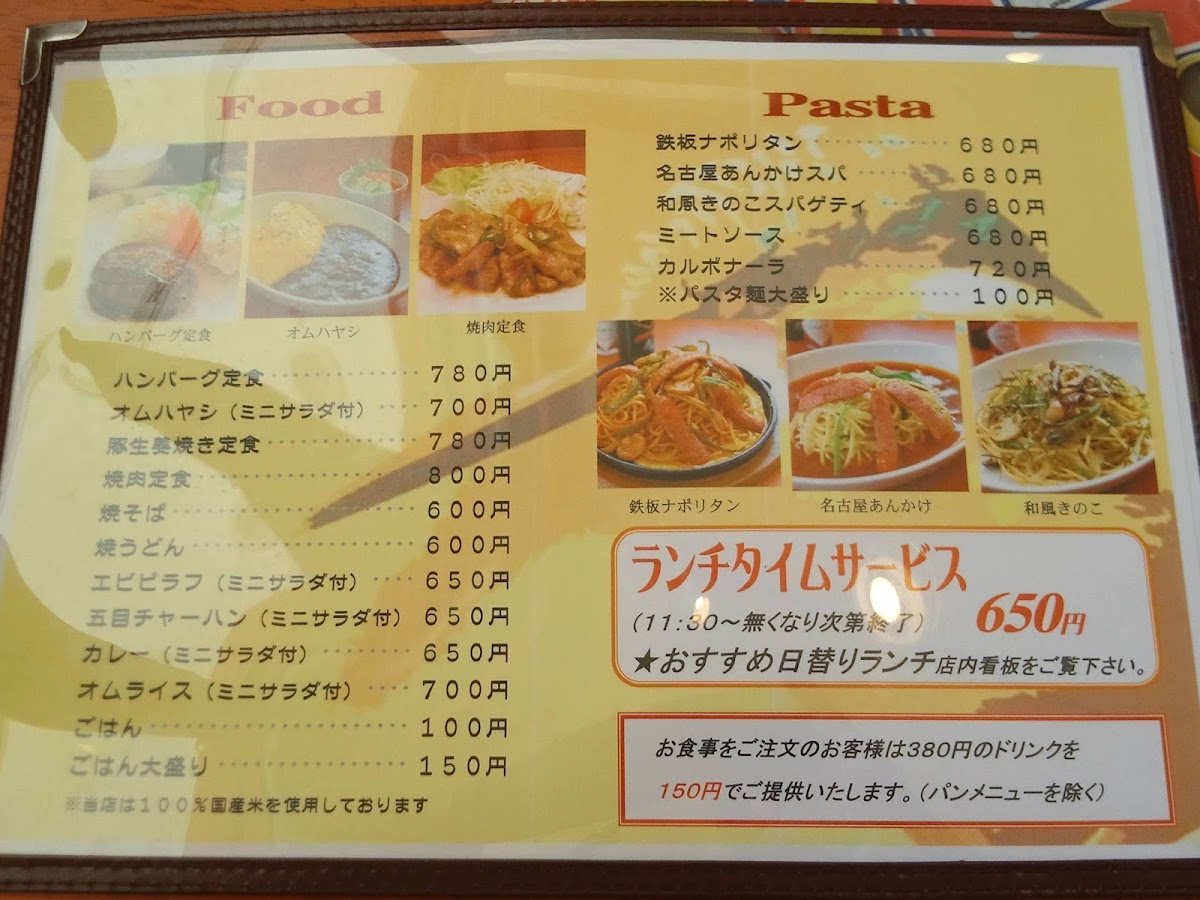 Food
ハンバーグ定食
オムハヤシ
焼肉定食
ハンバーグ定食 ················ 780円
オムハヤシ（ミニサラダ付）···· 700円
豚生姜焼き定食 ················ 780円
焼肉定食 ······················ 800円
焼そば ························ 600円
焼うどん ······················ 600円
エビピラフ（ミニサラダ付）···· 650円
五目チャーハン（ミニサラダ付） 650円
カレー（ミニサラダ付）········ 650円
オムライス（ミニサラダ付）···· 700円
ごはん ························ 100円
ごはん大盛り ·················· 150円
※当店は１００％国産米を使用しております
Pasta
鉄板ナポリタン ·············· 680円
名古屋あんかけスパ ····· 680円
和風きのこスパゲティ ··· 680円
ミートソース ················ 680円
カルボナーラ ················ 720円
※パスタ麺大盛り ············ 100円
鉄板ナポリタン
名古屋あんかけ
和風きのこ
ランチタイムサービス
（11:30～無くなり次第終了） 650円
★おすすめ日替りランチ店内看板をご覧下さい。
お食事をご注文のお客様は380円のドリンクを
150円でご提供いたします。（パンメニューを除く）